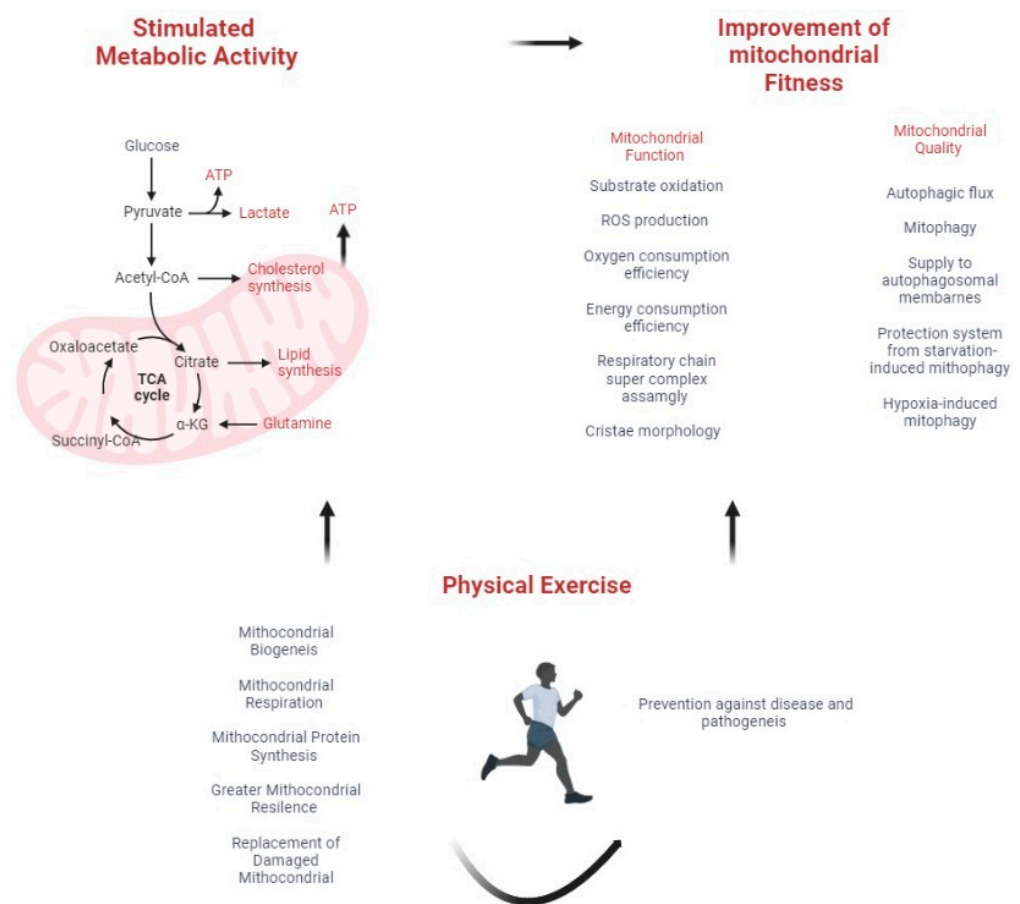 Stimulated
Metabolic Activity
Improvement of
mitochondrial
Fitness
Glucose
ATP
Pyruvate
Lactate
ATP
Acetyl-CoA
Cholesterol
synthesis
Oxaloacetate
Citrate
Lipid
synthesis
TCA
cycle
α-KG
Glutamine
Succinyl-CoA
Mitochondrial
Function
Substrate oxidation
ROS production
Oxygen consumption
efficiency
Energy consumption
efficiency
Respiratory chain
super complex
assamgly
Cristae morphology
Mitochondrial
Quality
Autophagic flux
Mitophagy
Supply to
autophagosomal
membarnes
Protection system
from starvation-
induced mithophagy
Hypoxia-induced
mitophagy
Physical Exercise
Mithocondrial
Biogeneis
Mithocondrial
Respiration
Mithocondrial Protein
Synthesis
Greater Mithocondrial
Resilence
Replacement of
Damaged
Mithocondrial
Prevention against disease and
pathogeneis